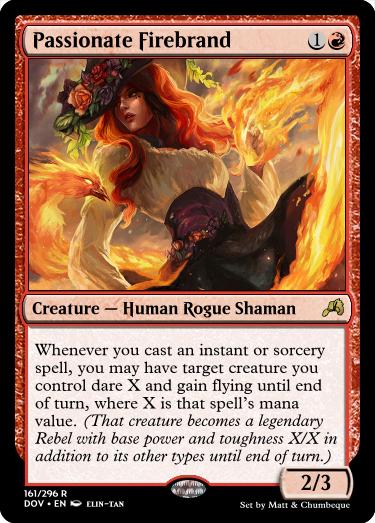 Passionate Firebrand 1
Creature — Human Rogue Shaman
Whenever you cast an instant or sorcery
spell, you may have target creature you
control dare X and gain flying until end
of turn, where X is that spell's mana
value. (That creature becomes a legendary
Rebel with base power and toughness X/X in
addition to its other types until end of turn.)
2/3
161/296 R
DOV • EN ELIN-TAN
Set by Matt & Chumbeque